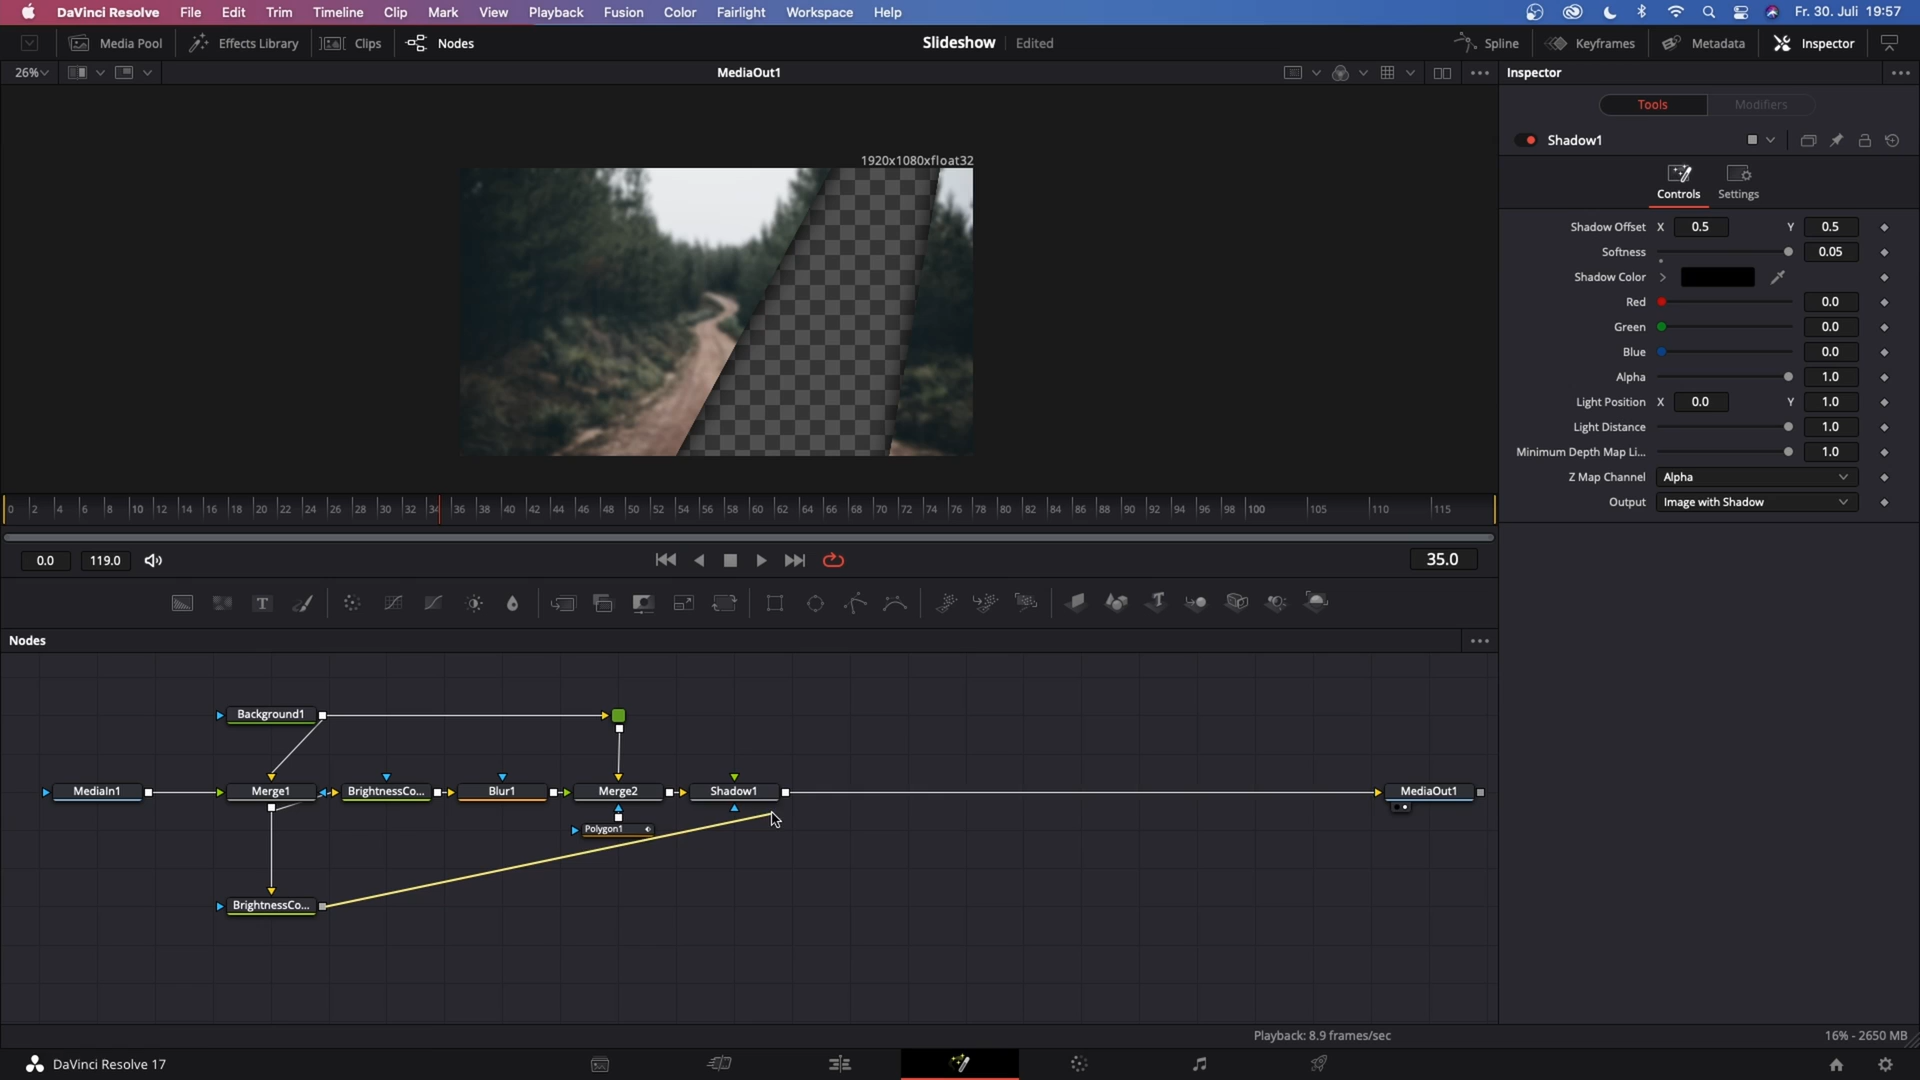 DaVinci Resolve File Edit Trim Timeline Clip Mark View Playback Fusion Color Fairlight Workspace Help Fr. 30. Juli 19:57
Media Pool Effects Library Clips Nodes Slideshow Edited Spline Keyframes Metadata Inspector
26% MediaOut1 Inspector
Tools Modifiers
Shadow1
1920x1080xfloat32
Controls Settings
Shadow Offset X 0.5 Y 0.5
Softness 0.05
Shadow Color
Red 0.0
Green 0.0
Blue 0.0
Alpha 1.0
Light Position X 0.0 Y 1.0
Light Distance 1.0
Minimum Depth Map Li... 1.0
Z Map Channel Alpha
Output Image with Shadow
0 2 4 6 8 10 12 14 16 18 20 22 24 26 28 30 32 34 36 38 40 42 44 46 48 50 52 54 56 58 60 62 64 66 68 70 72 74 76 78 80 82 84 86 88 90 92 94 96 98 100 105 110 115
0.0 119.0 35.0
Nodes
Background1
MediaIn1 Merge1 BrightnessCo... Blur1 Merge2 Shadow1 MediaOut1
Polygon1
BrightnessCo...
Playback: 8.9 frames/sec 16% - 2650 MB
DaVinci Resolve 17